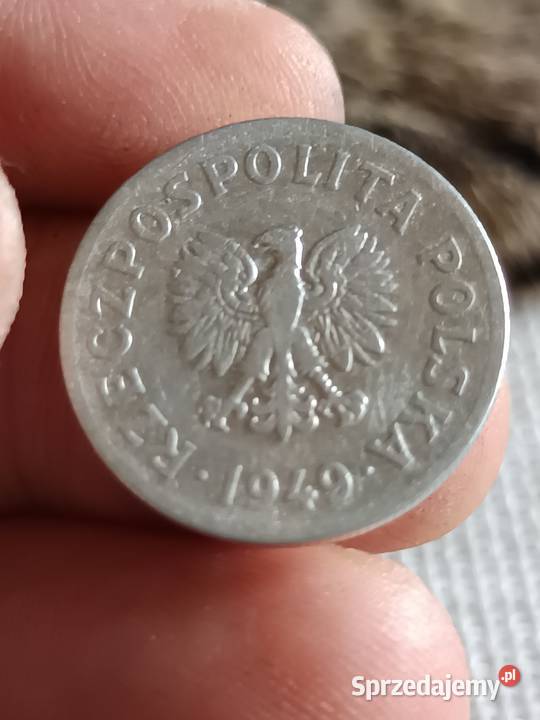 RZECZPOSPOLITA POLSKA
· 1949 ·
Sprzedajemy.pl